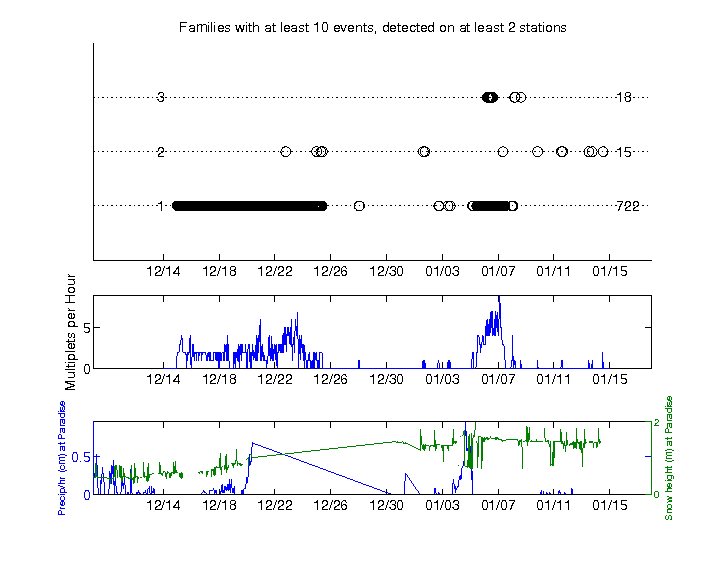 Families with at least 10 events, detected on at least 2 stations
3 18
2 15
1 722
12/14 12/18 12/22 12/26 12/30 01/03 01/07 01/11 01/15
Multiplets per Hour
5
0
12/14 12/18 12/22 12/26 12/30 01/03 01/07 01/11 01/15
Precip/hr (cm) at Paradise
0.5
0
Snow height (m) at Paradise
2
1
0
12/14 12/18 12/22 12/26 12/30 01/03 01/07 01/11 01/15